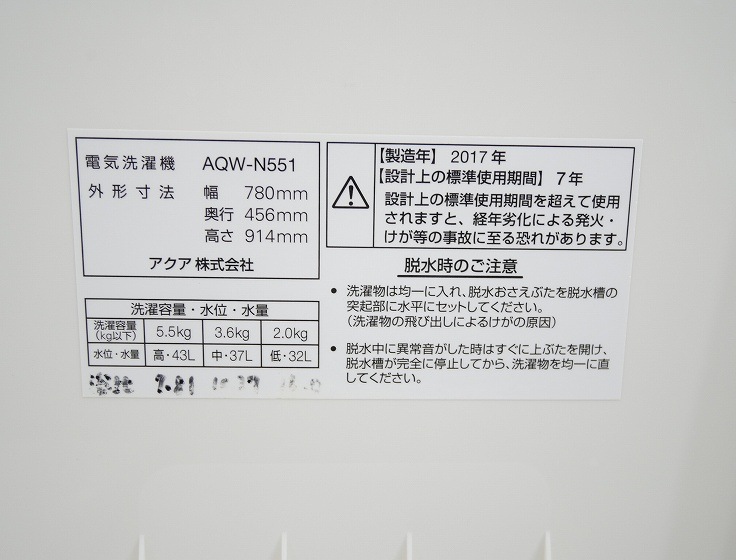 電気洗濯機 AQW-N551
外形寸法 幅 780mm
奥行 456mm
高さ 914mm
アクア株式会社
洗濯容量・水位・水量
洗濯容量(kg以下) 5.5kg 3.6kg 2.0kg
水位・水量 高・43L 中・37L 低・32L
【製造年】 2017年
【設計上の標準使用期間】 7年
設計上の標準使用期間を超えて使用
されますと、経年劣化による発火・
けが等の事故に至る恐れがあります。
脱水時のご注意
• 洗濯物は均一に入れ、脱水おさえぶたを脱水槽の
突起部に水平にセットしてください。
(洗濯物の飛び出しによるけがの原因)
• 脱水中に異常音がした時はすぐに上ぶたを開け、
脱水槽が完全に停止してから、洗濯物を均一に直
してください。